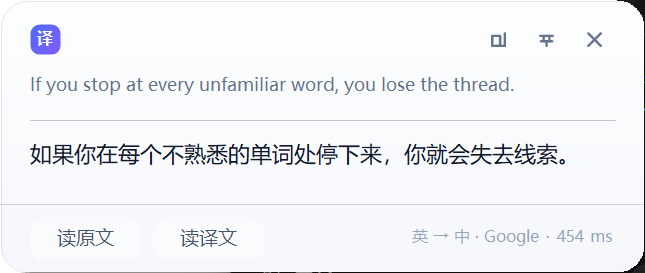 译
If you stop at every unfamiliar word, you lose the thread.
如果你在每个不熟悉的单词处停下来，你就会失去线索。
读原文 读译文 英 → 中 · Google · 454 ms